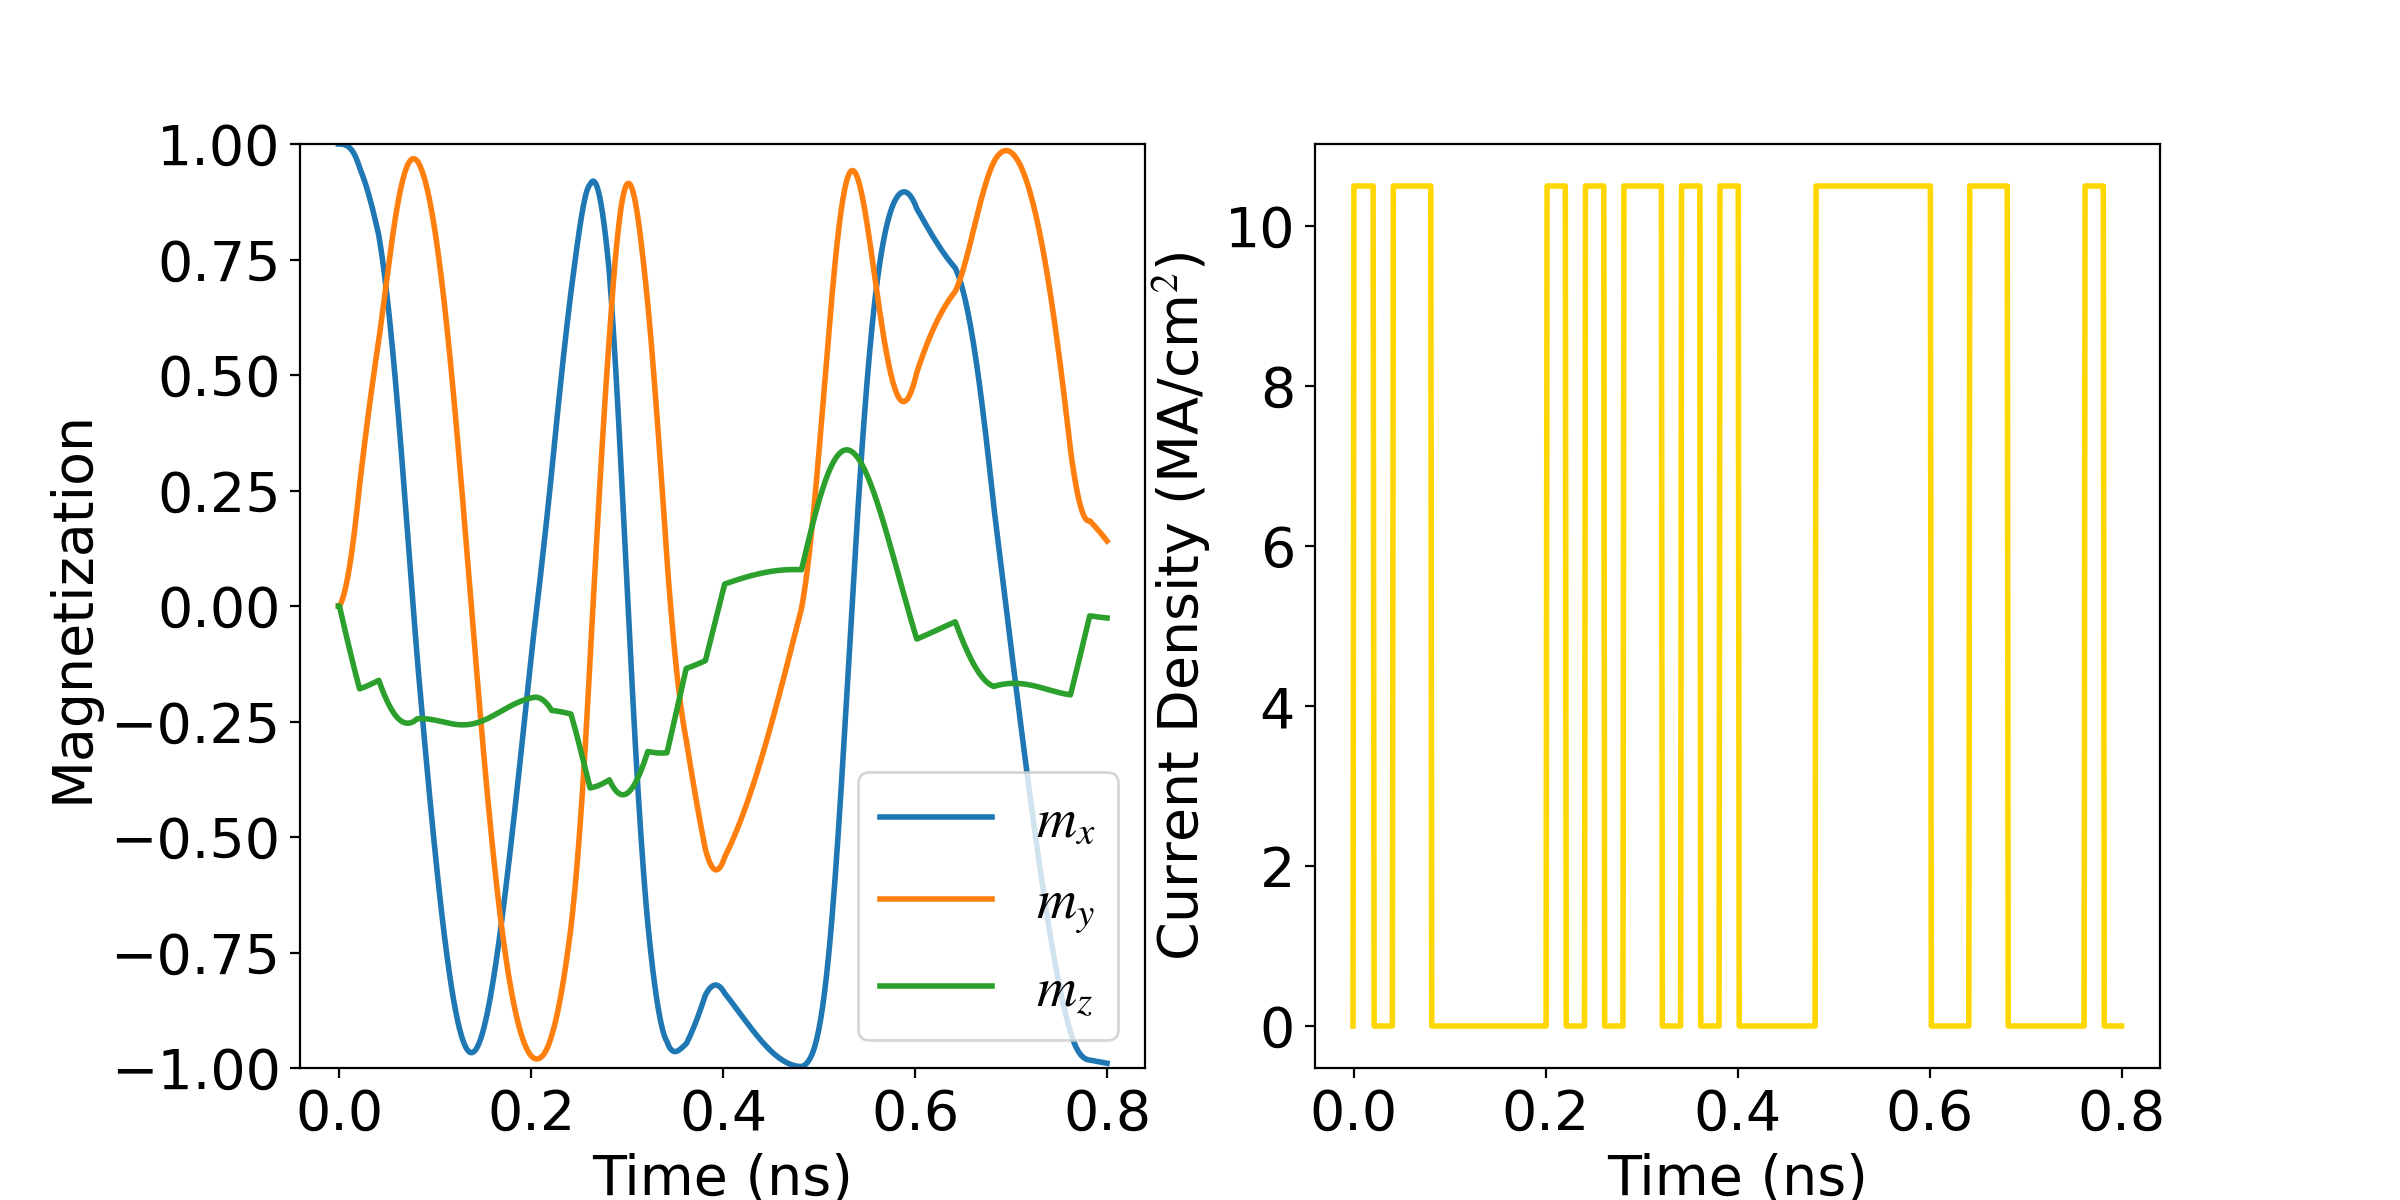 Magnetization
1.00
0.75
0.50
0.25
0.00
−0.25
−0.50
−0.75
−1.00
0.0 0.2 0.4 0.6 0.8
Time (ns)
m_x
m_y
m_z
Current Density (MA/cm²)
10
8
6
4
2
0
0.0 0.2 0.4 0.6 0.8
Time (ns)